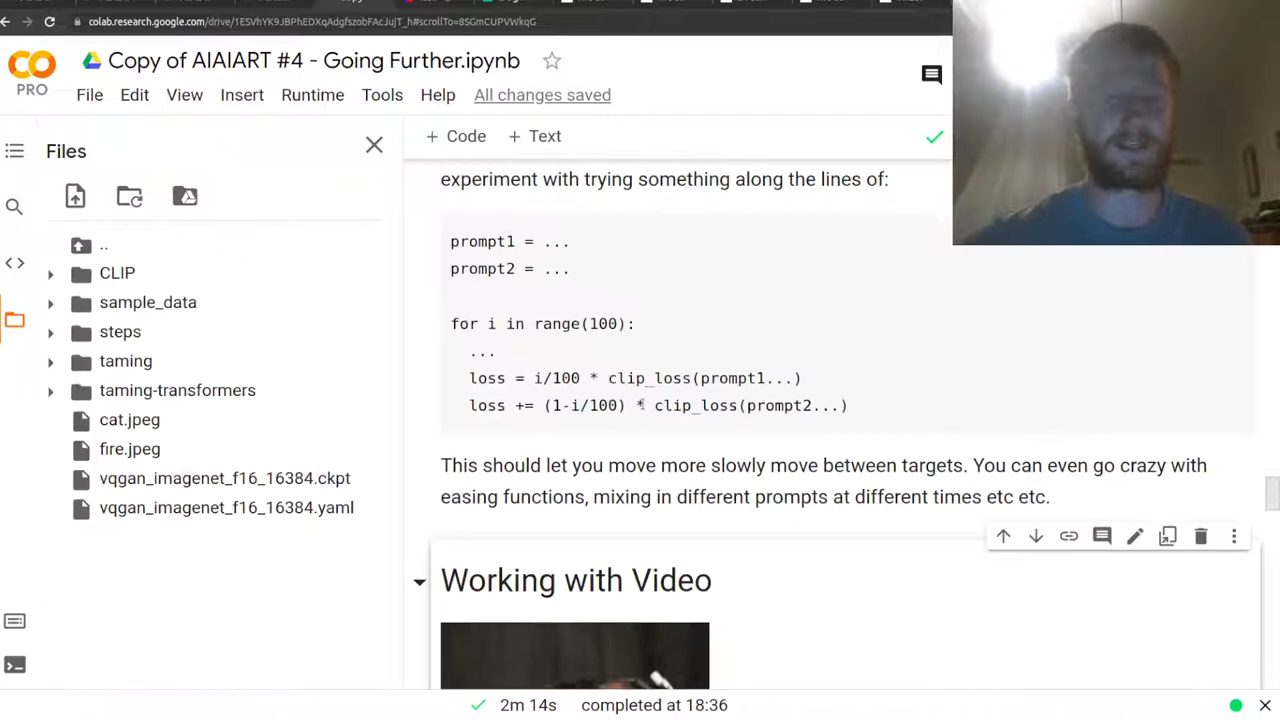 colab.research.google.com/drive/1E5VhYK9JBPhEDXqAdgfszobFAcJujT_h#scrollTo=8SGmCUPVWkqG
Copy of AIAIART #4 - Going Further.ipynb
PRO
File Edit View Insert Runtime Tools Help All changes saved
+ Code + Text
Files
..
CLIP
sample_data
steps
taming
taming-transformers
cat.jpeg
fire.jpeg
vqgan_imagenet_f16_16384.ckpt
vqgan_imagenet_f16_16384.yaml
experiment with trying something along the lines of:
prompt1 = ...
prompt2 = ...
for i in range(100):
...
loss = i/100 * clip_loss(prompt1...)
loss += (1-i/100) * clip_loss(prompt2...)
This should let you move more slowly move between targets. You can even go crazy with
easing functions, mixing in different prompts at different times etc etc.
Working with Video
2m 14s completed at 18:36